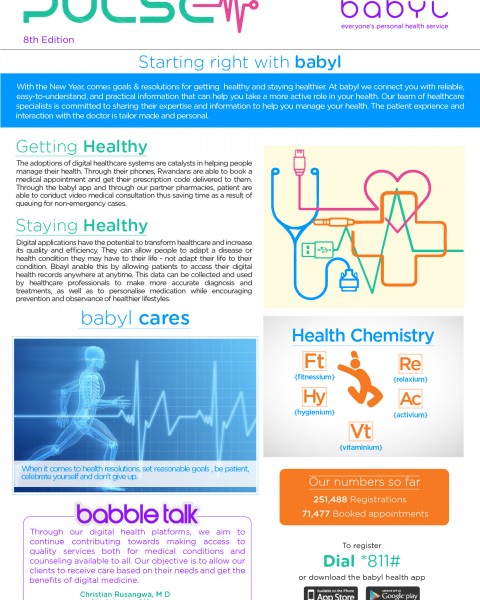 PULSE
babyl
everyone's personal health service
8th Edition
Starting right with babyl
With the New Year, comes goals & resolutions for getting healthy and staying healthier. At babyl we connect you with reliable,
easy-to-understand, and practical information that can help you take a more active role in your health. Our team of healthcare
specialists is committed to sharing their expertise and information to help you manage your health. The patient exprience and
interaction with the doctor is tailor made and personal.
Getting Healthy
The adoptions of digital healthcare systems are catalysts in helping people
manage their health. Through their phones, Rwandans are able to book a
medical appointment and get their prescription code delivered to them.
Through the babyl app and through our partner pharmacies, patient are
able to conduct video medical consultation thus saving time as a result of
queuing for non-emergency cases.
Staying Healthy
Digital applications have the potential to transform healthcare and increase
its quality and efficiency. They can allow people to adapt a disease or
health condition they may have to their life - not adapt their life to their
condition. Bbayl anable this by allowing patients to access their digital
health records anywhere at anytime. This data can be collected and used
by healthcare professionals to make more accurate diagnosis and
treatments, as well as to personalise medication while encouraging
prevention and observance of healthier lifestyles.
babyl cares
When it comes to health resolutions, set reasonable goals , be patient,
celebrate yourself and don't give up.
Health Chemistry
Ft
{fitnessium}
Re
{relaxium}
Hy
{hygienium}
Ac
{activium}
Vt
{vitaminium}
Our numbers so far
251,488 Registrations
71,477 Booked appointments
babble talk
Through our digital health platforms, we aim to
continue contributing towards making access to
quality services both for medical conditions and
counseling available to all. Our objective is to allow our
clients to receive care based on their needs and get the
benefits of digital medicine.
Christian Rusangwa, M D
To register
Dial *811#
or download the babyl health app
Available on the iPhone
App Store
Google play